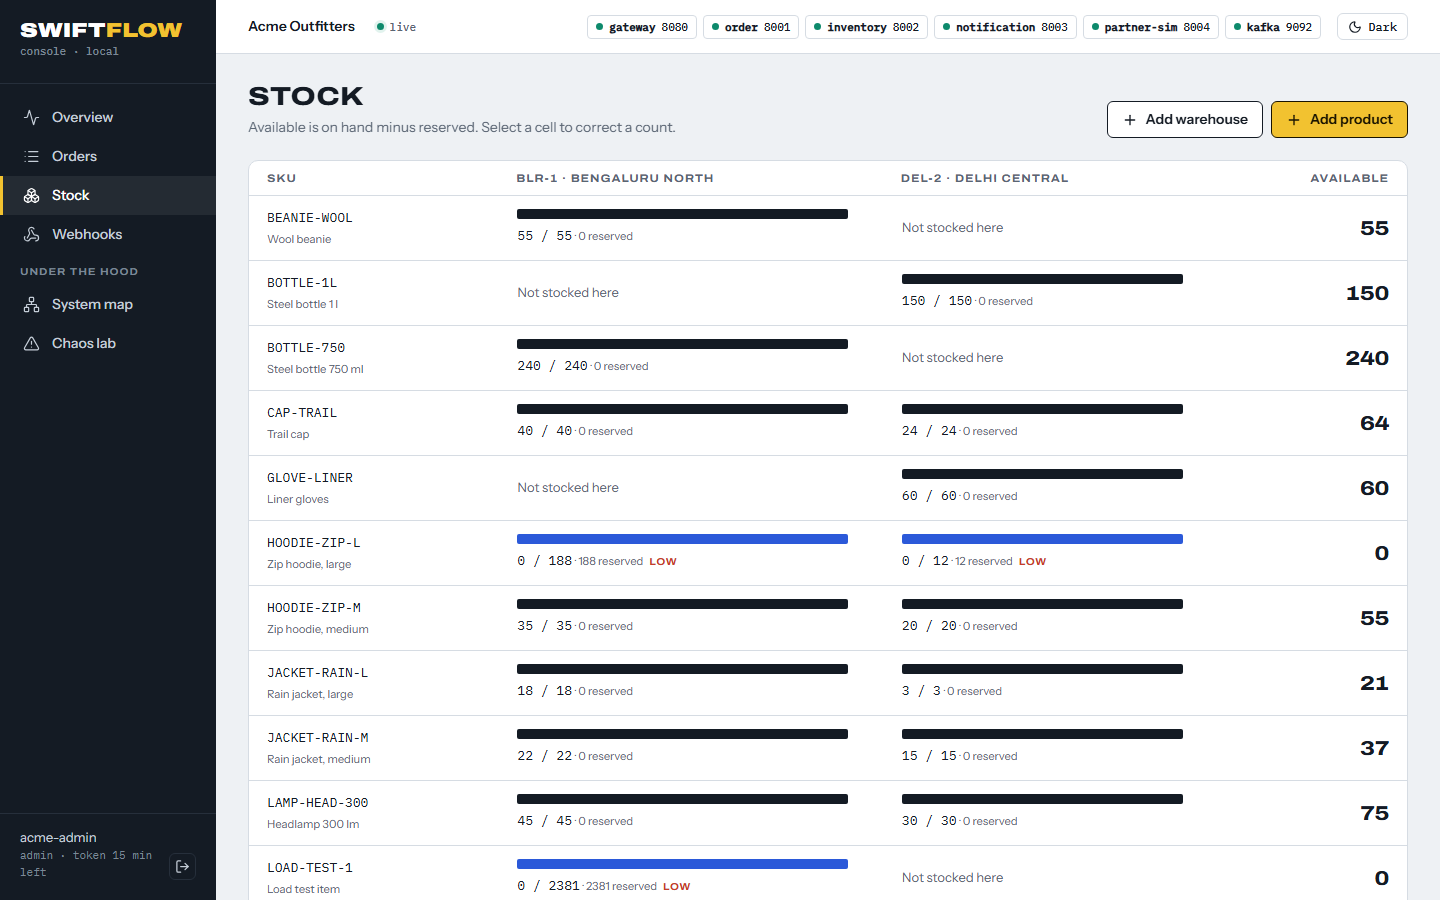 SWIFTFLOW
console · local
Overview
Orders
Stock
Webhooks
UNDER THE HOOD
System map
Chaos lab
acme-admin
admin · token 15 min
left
Acme Outfitters
live
gateway 8080
order 8001
inventory 8002
notification 8003
partner-sim 8004
kafka 9092
Dark
STOCK
Available is on hand minus reserved. Select a cell to correct a count.
Add warehouse
Add product
SKU
BLR-1 · BENGALURU NORTH
DEL-2 · DELHI CENTRAL
AVAILABLE
BEANIE-WOOL
Wool beanie
55 / 55 · 0 reserved
Not stocked here
55
BOTTLE-1L
Steel bottle 1 l
Not stocked here
150 / 150 · 0 reserved
150
BOTTLE-750
Steel bottle 750 ml
240 / 240 · 0 reserved
Not stocked here
240
CAP-TRAIL
Trail cap
40 / 40 · 0 reserved
24 / 24 · 0 reserved
64
GLOVE-LINER
Liner gloves
Not stocked here
60 / 60 · 0 reserved
60
HOODIE-ZIP-L
Zip hoodie, large
0 / 188 · 188 reserved LOW
0 / 12 · 12 reserved LOW
0
HOODIE-ZIP-M
Zip hoodie, medium
35 / 35 · 0 reserved
20 / 20 · 0 reserved
55
JACKET-RAIN-L
Rain jacket, large
18 / 18 · 0 reserved
3 / 3 · 0 reserved
21
JACKET-RAIN-M
Rain jacket, medium
22 / 22 · 0 reserved
15 / 15 · 0 reserved
37
LAMP-HEAD-300
Headlamp 300 lm
45 / 45 · 0 reserved
30 / 30 · 0 reserved
75
LOAD-TEST-1
Load test item
0 / 2381 · 2381 reserved LOW
Not stocked here
0